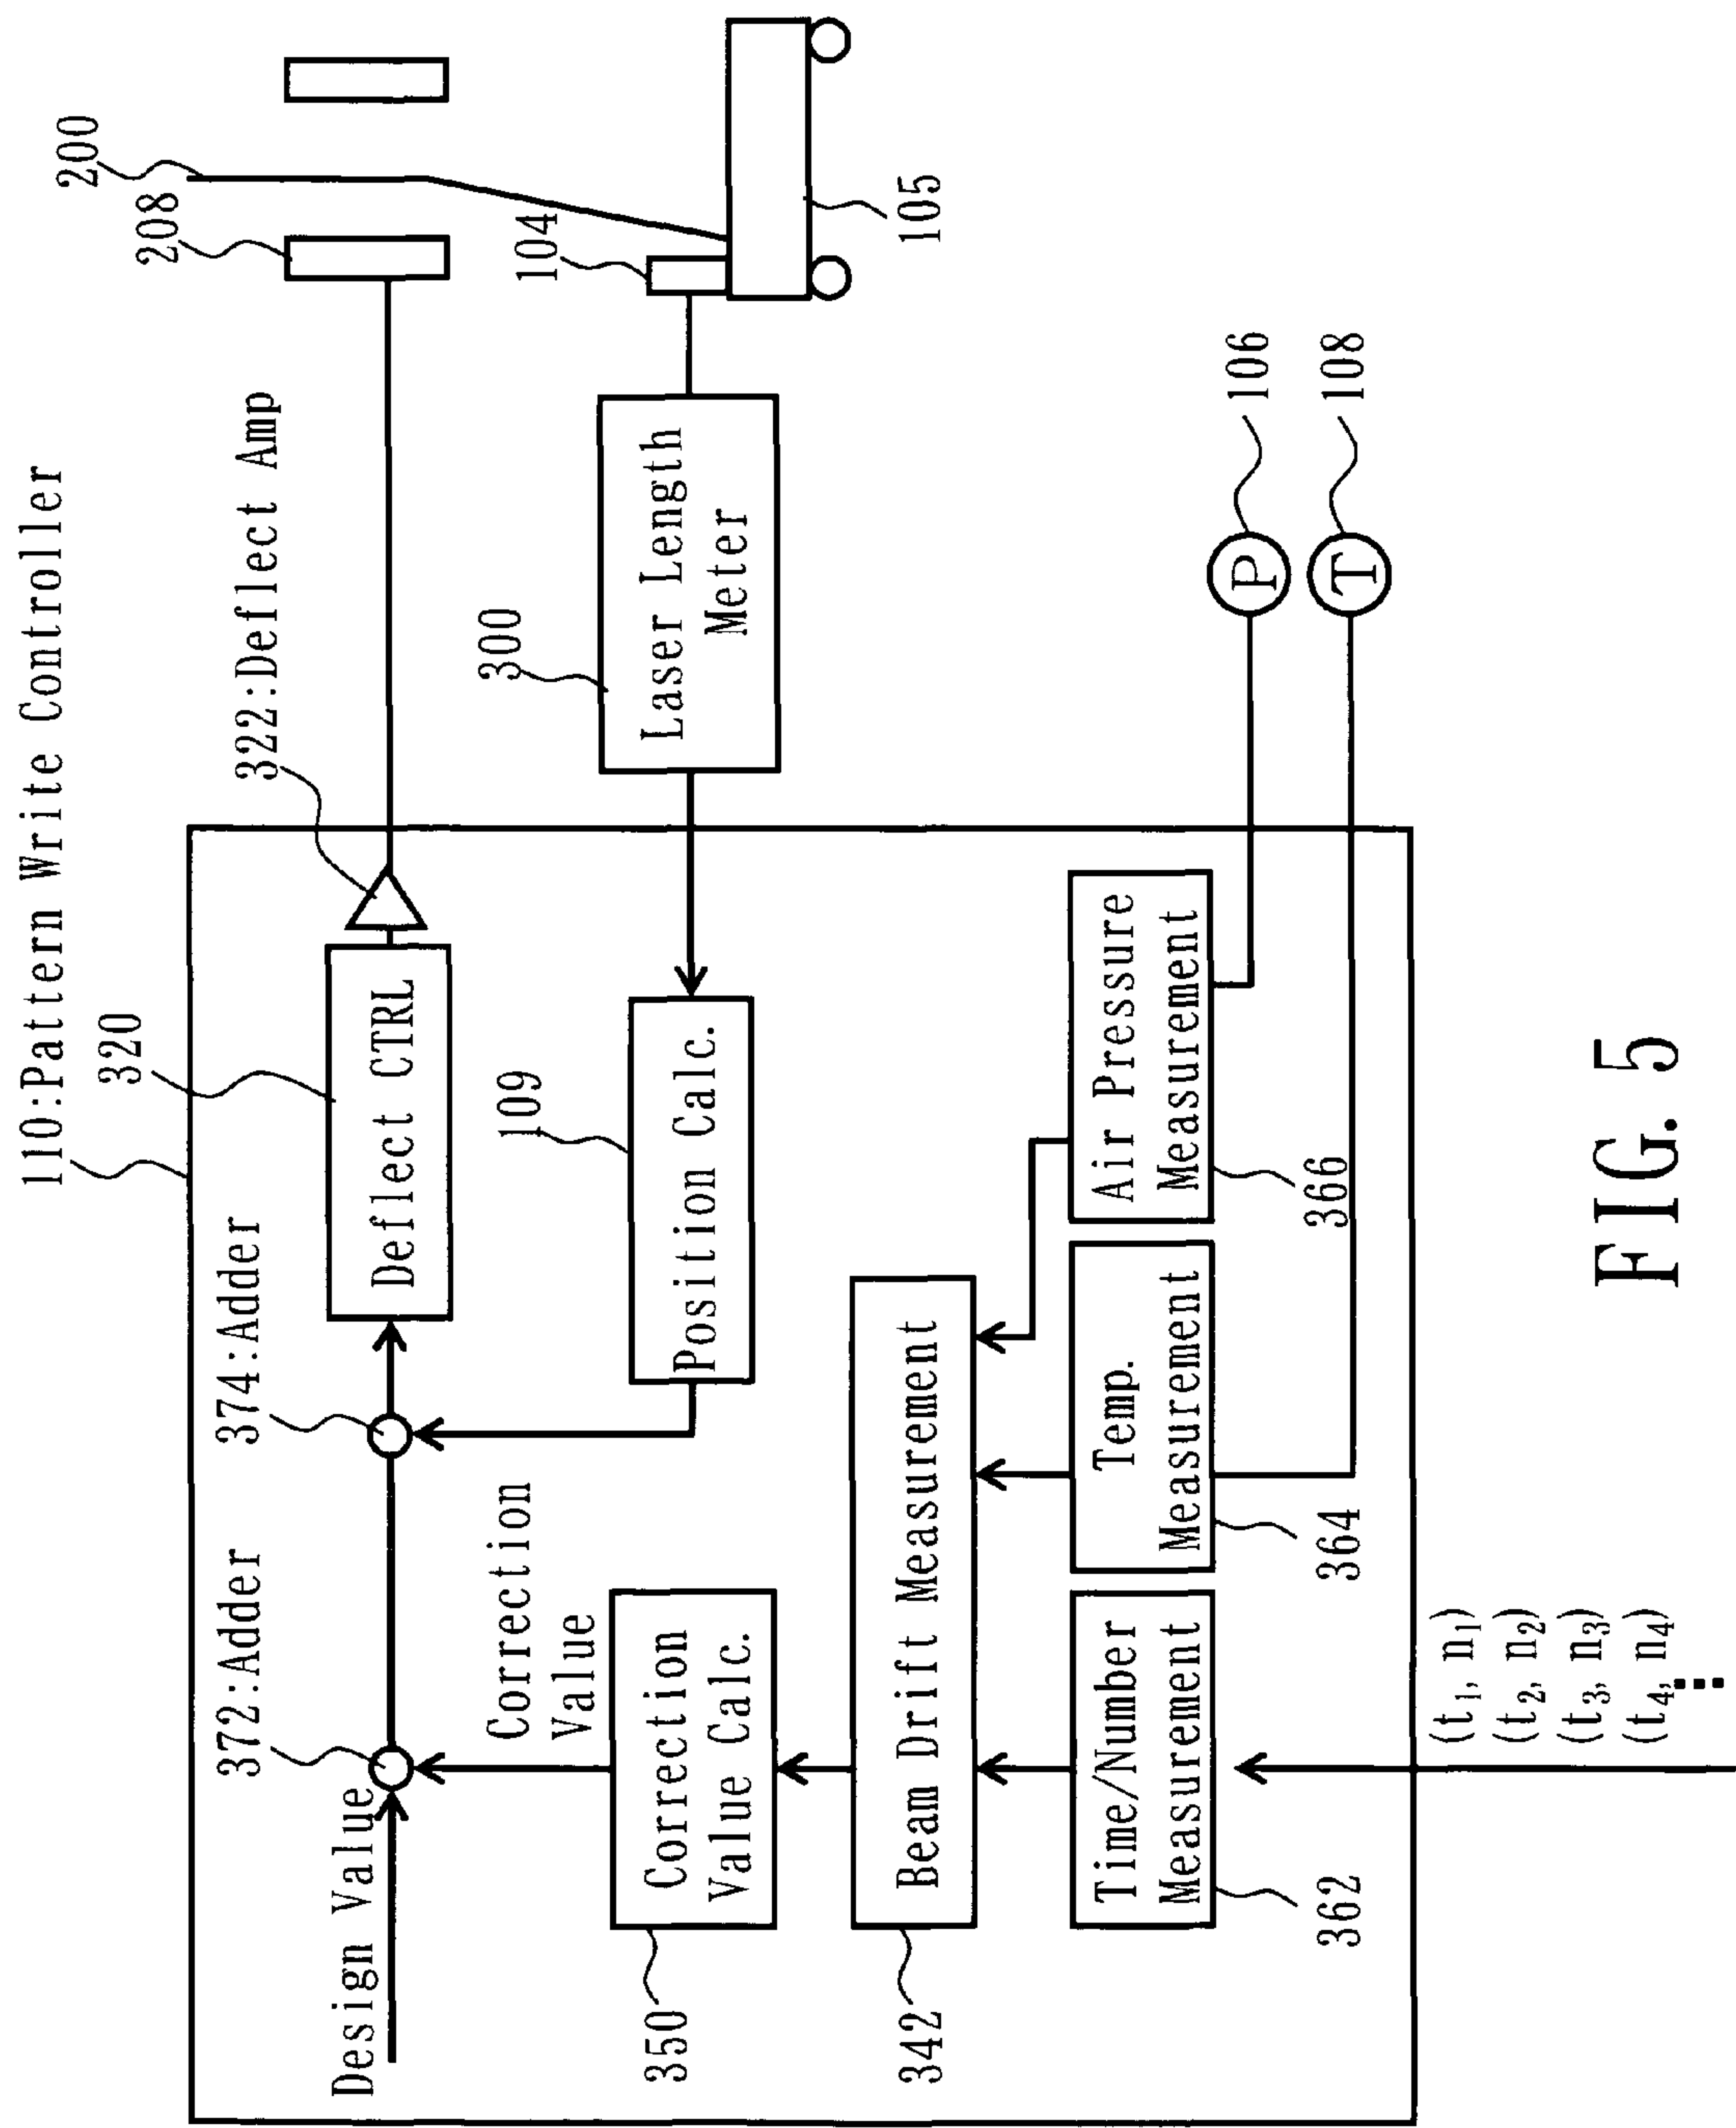 110:Pattern Write Controller
320
374:Adder
372:Adder
322:Deflect Amp
208
200
Design Value
Deflect CTRL
109
300
104
Correction
Value
Position Calc.
Laser Length
Meter
105
350
Correction
Value Calc.
342
Beam Drift Measurement
Time/Number
Measurement
Temp.
Measurement
Air Pressure
Measurement
P
106
T
108
362
364
366
(t₁, n₁)
(t₂, n₂)
(t₃, n₃)
(t₄, n₄)
⋮
FIG. 5